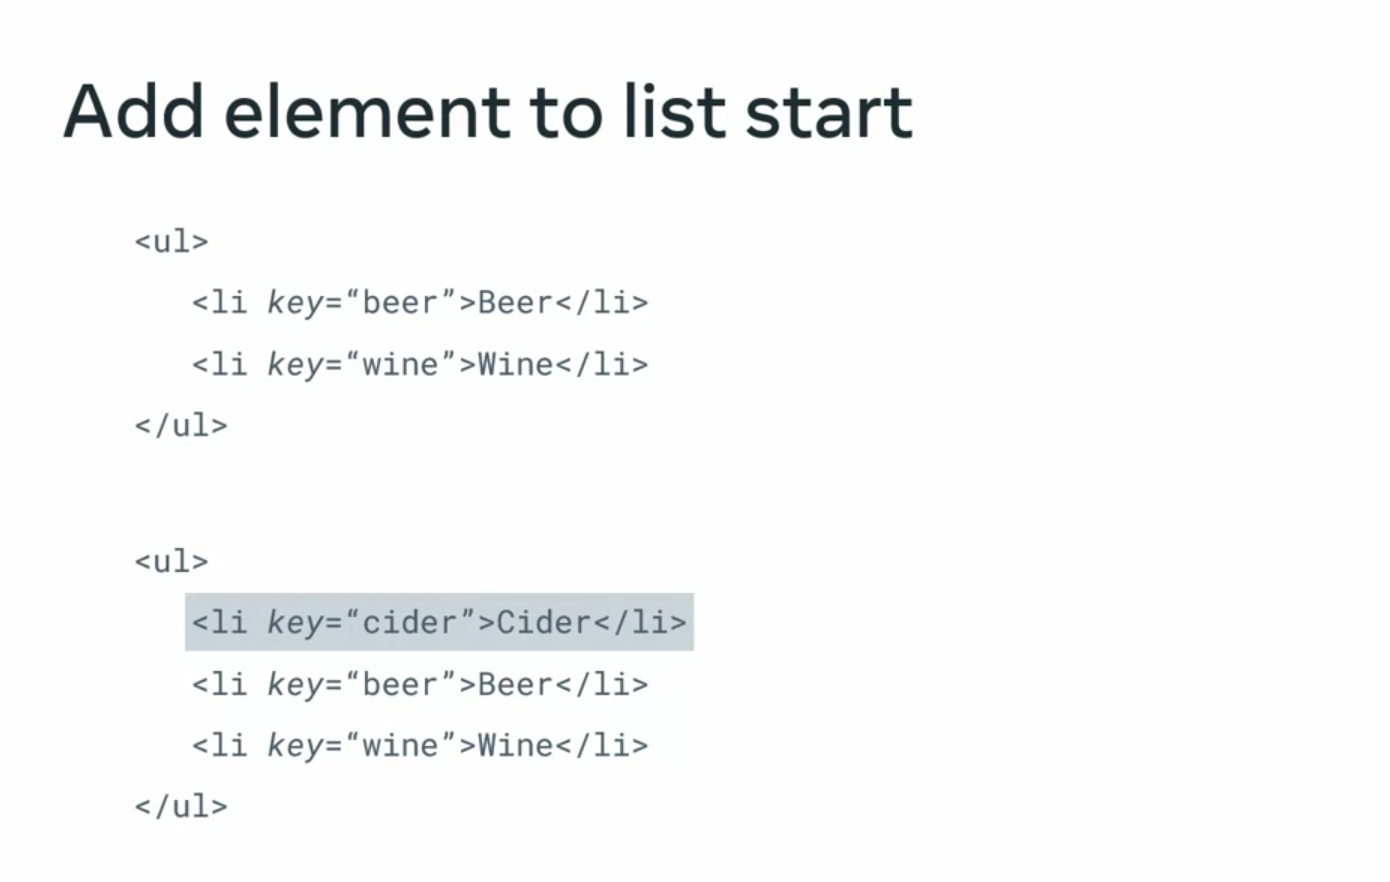 Add element to list start
<ul>
<li key=“beer”>Beer</li>
<li key=“wine”>Wine</li>
</ul>
<ul>
<li key=“cider”>Cider</li>
<li key=“beer”>Beer</li>
<li key=“wine”>Wine</li>
</ul>